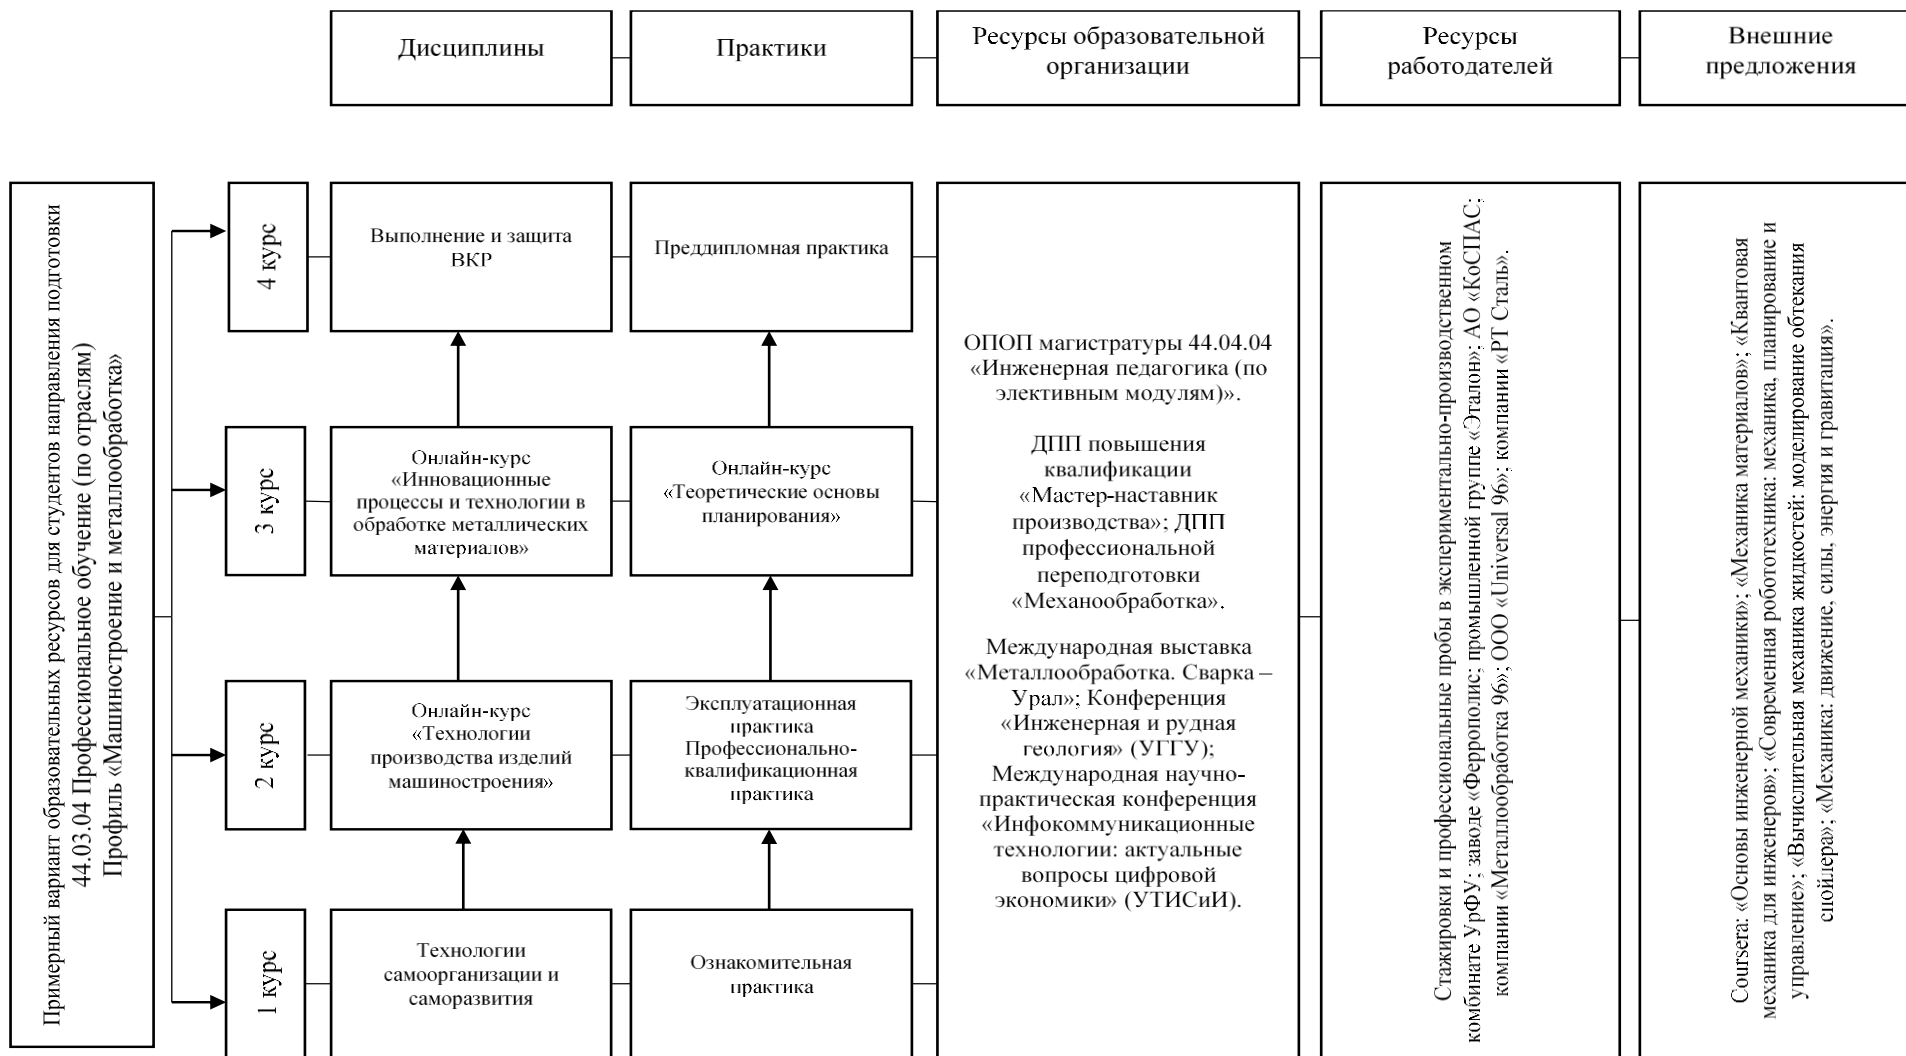 Дисциплины
Практики
Ресурсы образовательной
организации
Ресурсы
работодателей
Внешние
предложения
Примерный вариант образовательных ресурсов для студентов направления подготовки
44.03.04 Профессиональное обучение (по отраслям)
Профиль «Машиностроение и металлообработка»
4 курс
Выполнение и защита
ВКР
Преддипломная практика
3 курс
Онлайн-курс
«Инновационные
процессы и технологии в
обработке металлических
материалов»
Онлайн-курс
«Теоретические основы
планирования»
2 курс
Онлайн-курс
«Технологии
производства изделий
машиностроения»
Эксплуатационная
практика
Профессионально-
квалификационная
практика
1 курс
Технологии
самоорганизации и
саморазвития
Ознакомительная
практика
ОПОП магистратуры 44.04.04
«Инженерная педагогика (по
элективным модулям)».
ДПП повышения
квалификации
«Мастер-наставник
производства»; ДПП
профессиональной
переподготовки
«Механообработка».
Международная выставка
«Металлообработка. Сварка –
Урал»; Конференция
«Инженерная и рудная
геология» (УГГУ);
Международная научно-
практическая конференция
«Инфокоммуникационные
технологии: актуальные
вопросы цифровой
экономики» (УТИСиИ).
Стажировки и профессиональные пробы в экспериментально-производственном
комбинате УрФУ; заводе «Феррополис; промышленной группе «Эталон»; АО «КоСПАС;
компании «Металлообработка 96»; ООО «Universal 96»; компании «РТ Сталь».
Coursera: «Основы инженерной механики»; «Механика материалов»; «Квантовая
механика для инженеров»; «Современная робототехника: механика, планирование и
управление»; «Вычислительная механика жидкостей: моделирование обтекания
спойлера»; «Механика: движение, силы, энергия и гравитация».